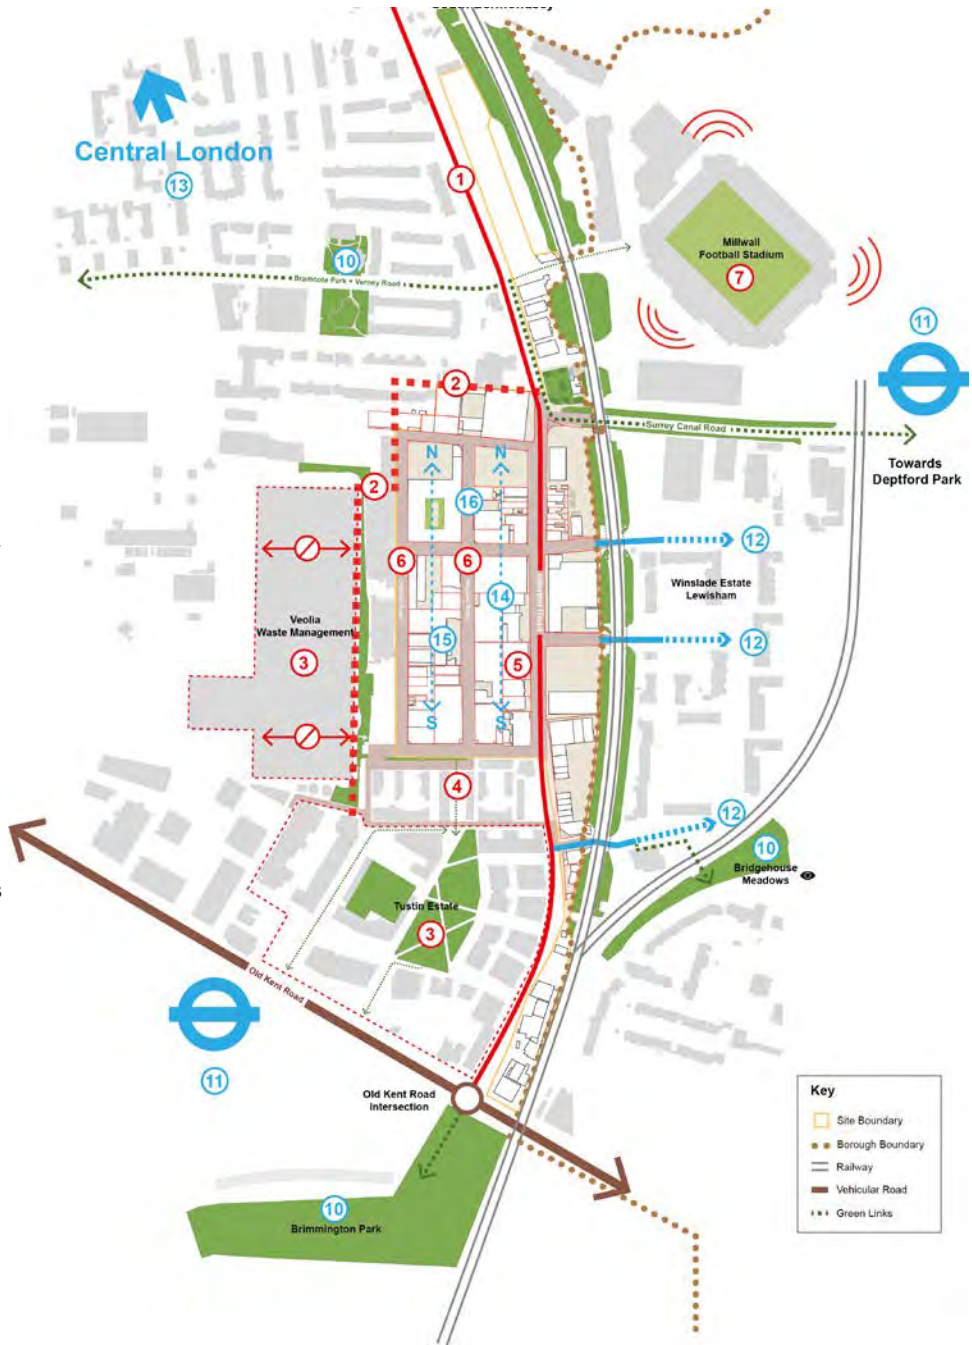 Central London
13
1
10
Bramcote Park + Verney Road
Millwall
Football Stadium
7
11
2
Surrey Canal Road
Towards
Deptford Park
N
N
2
16
12
6
6
Winslade Estate
Lewisham
14
Veolia
Waste Management
15
12
3
5
S
S
4
12
10
Bridgehouse
Meadows
Tustin Estate
3
Old Kent Road
11
Old Kent Road
Intersection
Key
Site Boundary
Borough Boundary
Railway
Vehicular Road
Green Links
10
Brimmington Park
s